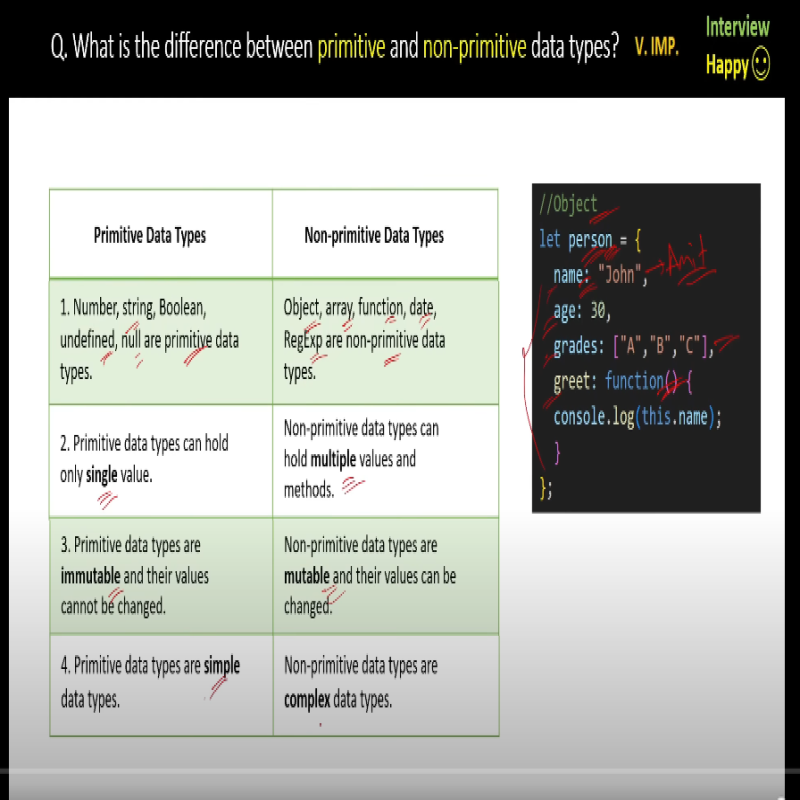 Q. What is the difference between primitive and non-primitive data types? V. IMP.
Interview
Happy
Primitive Data Types
Non-primitive Data Types
1. Number, string, Boolean,
undefined, null are primitive data
types.
Object, array, function, date,
RegExp are non-primitive data
types.
2. Primitive data types can hold
only single value.
Non-primitive data types can
hold multiple values and
methods.
3. Primitive data types are
immutable and their values
cannot be changed.
Non-primitive data types are
mutable and their values can be
changed.
4. Primitive data types are simple
data types.
Non-primitive data types are
complex data types.
//Object
let person = {
name: "John", → Amit
age: 30,
grades: ["A","B","C"],
greet: function() {
console.log(this.name);
}
};